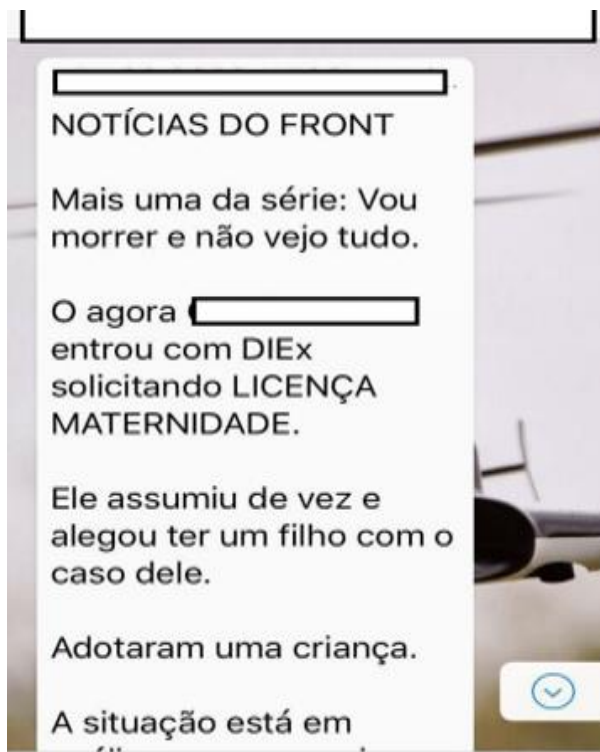 NOTÍCIAS DO FRONT
Mais uma da série: Vou
morrer e não vejo tudo.
O agora
entrou com DIEx
solicitando LICENÇA
MATERNIDADE.
Ele assumiu de vez e
alegou ter um filho com o
caso dele.
Adotaram uma criança.
A situação está em